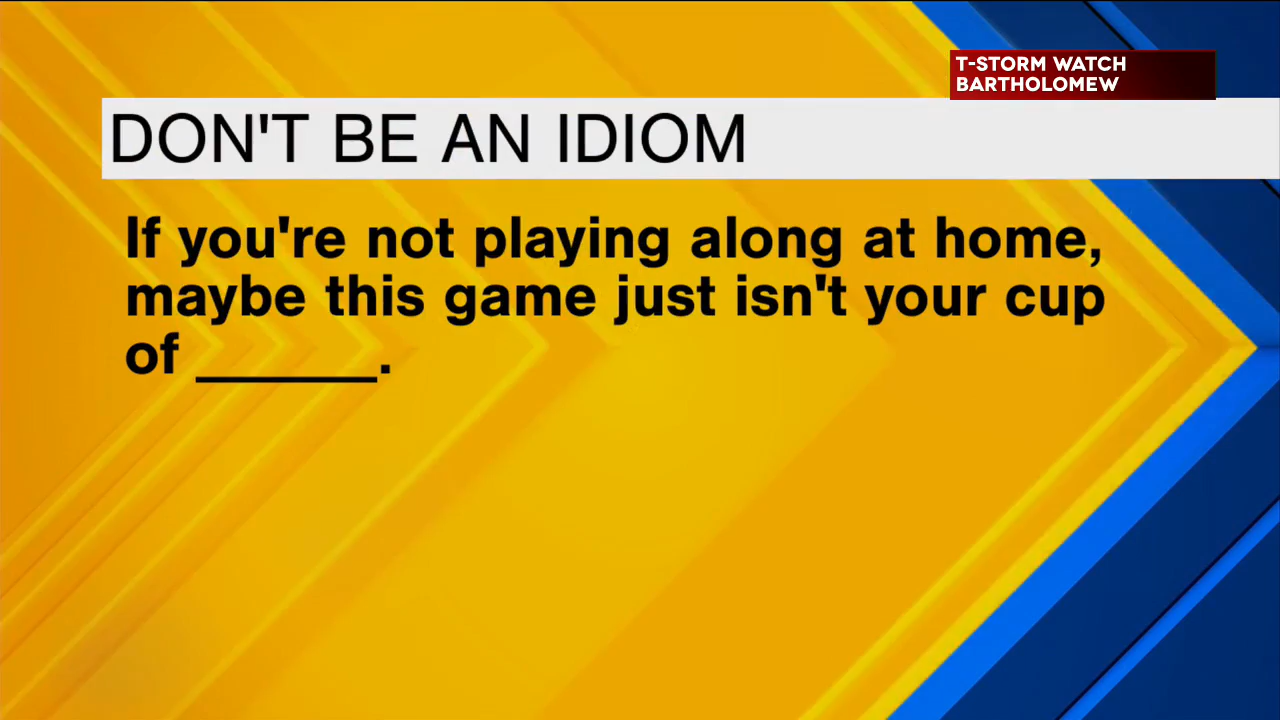 T-STORM WATCH
BARTHOLOMEW
DON'T BE AN IDIOM
If you're not playing along at home,
maybe this game just isn't your cup
of ______.